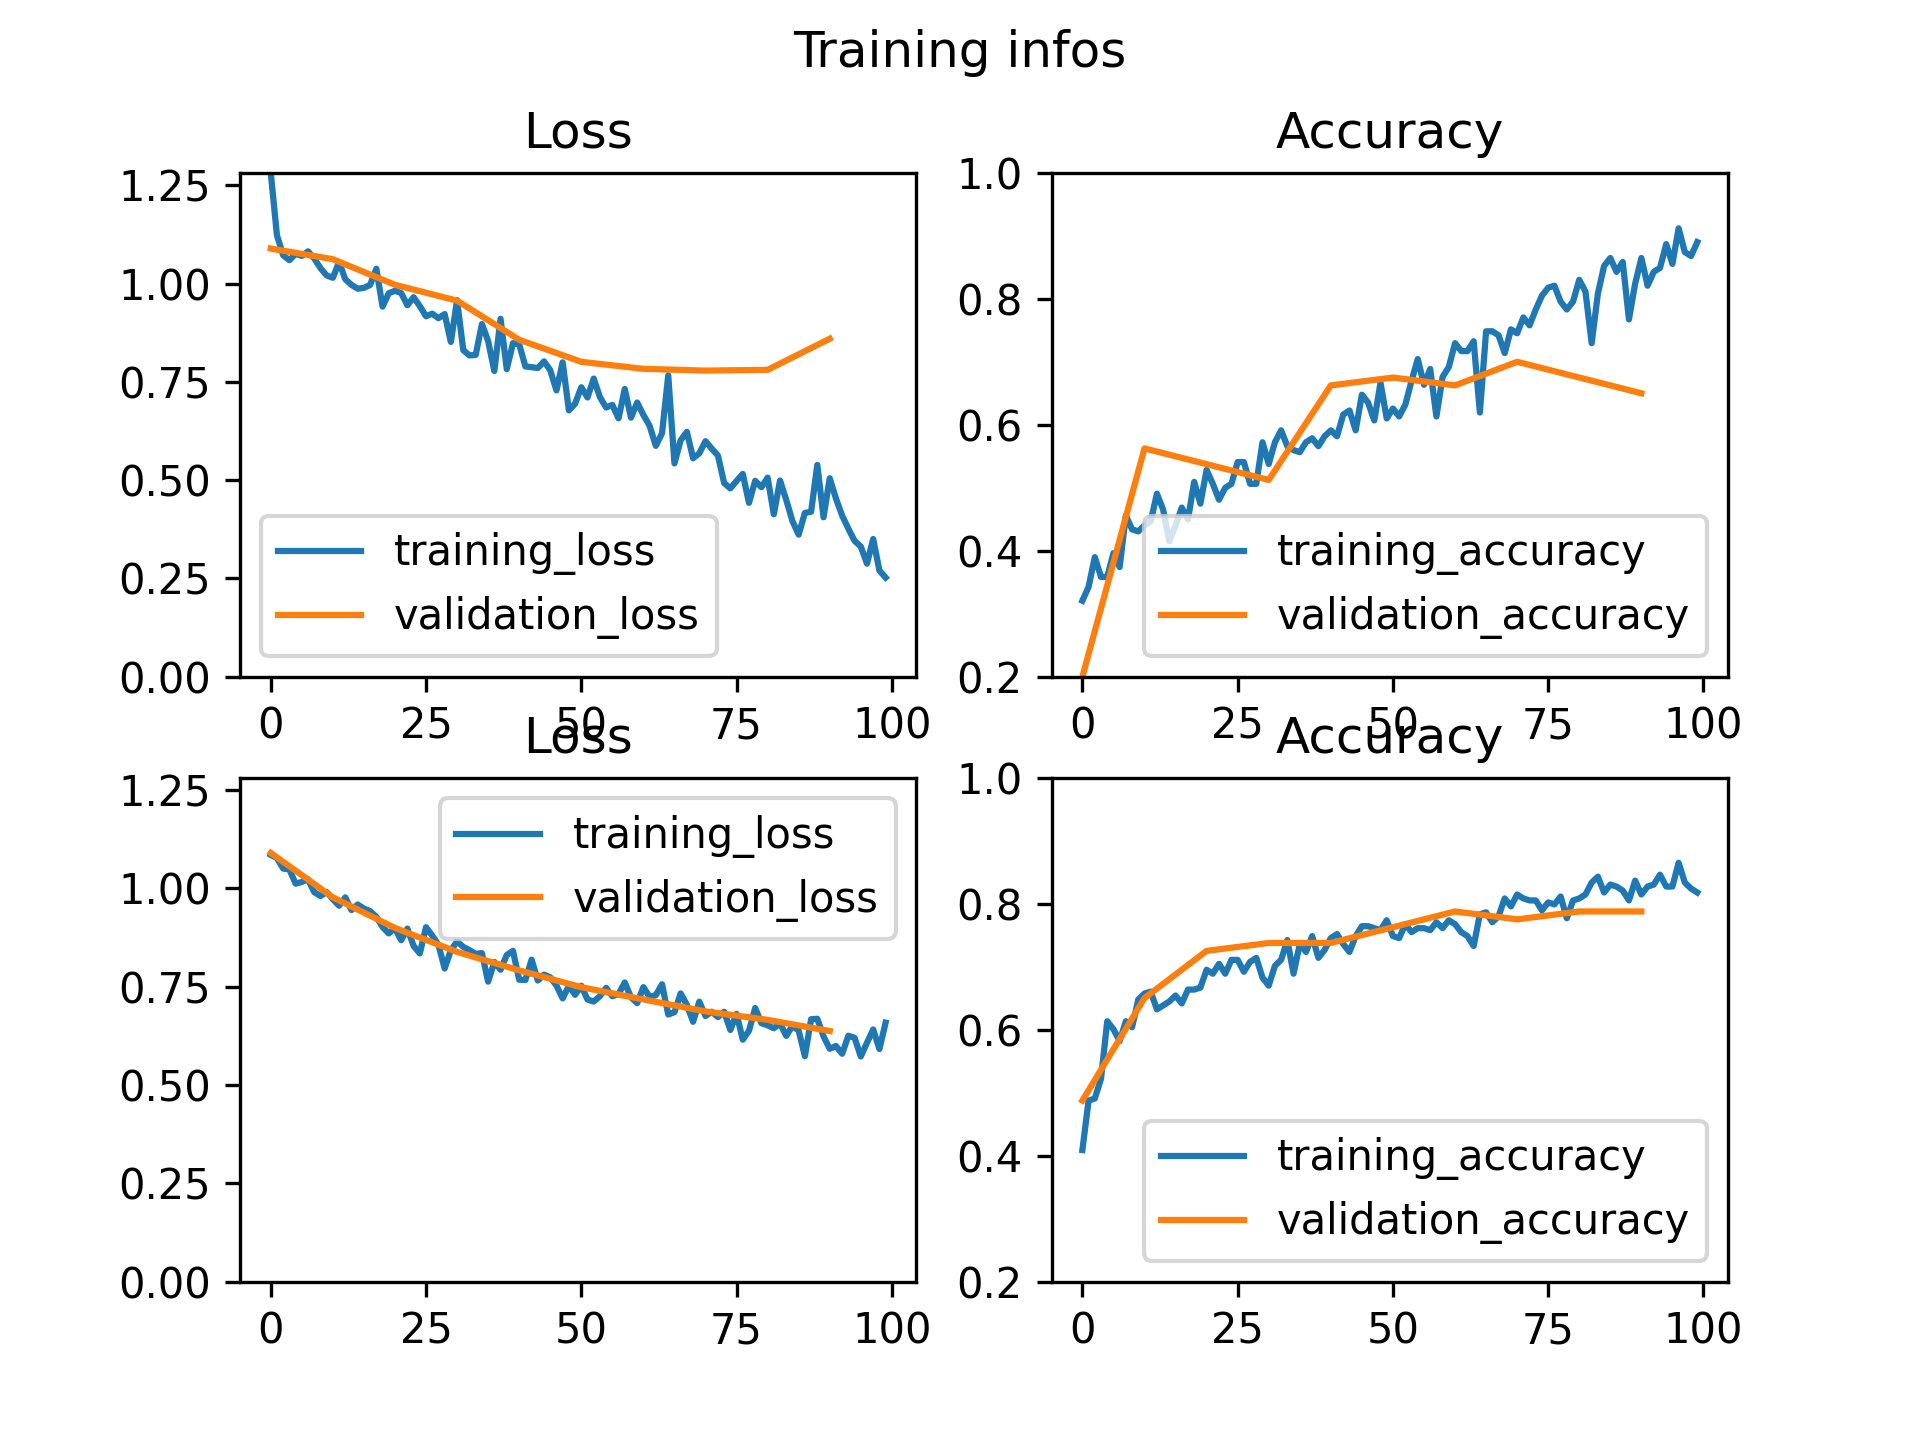 Training infos
Loss
1.25
1.00
0.75
0.50
0.25
0.00
training_loss
validation_loss
0 25 50 75 100
Accuracy
1.0
0.8
0.6
0.4
0.2
training_accuracy
validation_accuracy
0 25 50 75 100
Loss
1.25
1.00
0.75
0.50
0.25
0.00
training_loss
validation_loss
0 25 50 75 100
Accuracy
1.0
0.8
0.6
0.4
0.2
training_accuracy
validation_accuracy
0 25 50 75 100